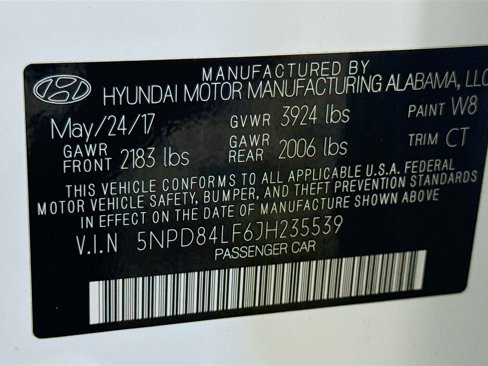 MANUFACTURED BY
HYUNDAI MOTOR MANUFACTURING ALABAMA, LLC
May/24/17 GVWR 3924 lbs PAINT W8
GAWR FRONT 2183 lbs GAWR REAR 2006 lbs TRIM CT
THIS VEHICLE CONFORMS TO ALL APPLICABLE U.S.A. FEDERAL
MOTOR VEHICLE SAFETY, BUMPER, AND THEFT PREVENTION STANDARDS
IN EFFECT ON THE DATE OF MANUFACTURE SHOWN ABOVE
V.I.N 5NPD84LF6JH235539
PASSENGER CAR